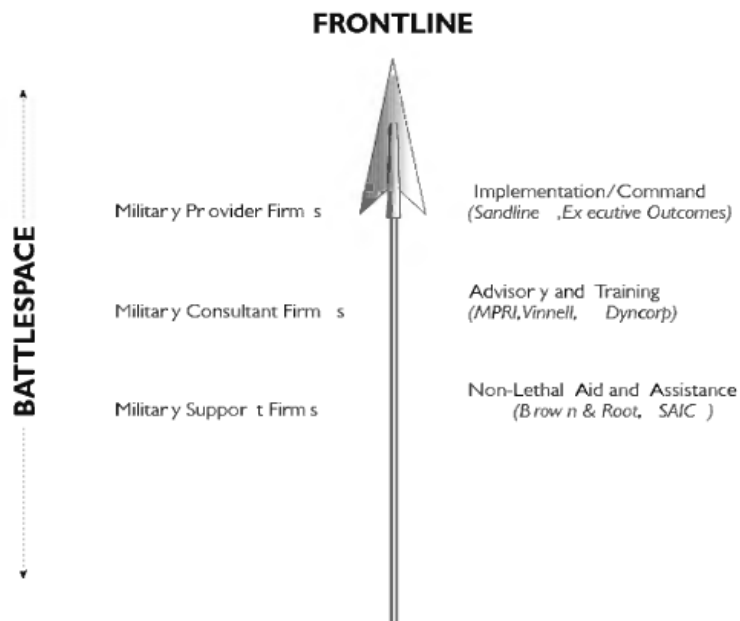 FRONTLINE
BATTLESPACE
Military Provider Firms
Implementation/Command
(Sandline, Executive Outcomes)
Military Consultant Firms
Advisory and Training
(MPRI, Vinnell, Dyncorp)
Military Support Firms
Non-Lethal Aid and Assistance
(Brown & Root, SAIC)